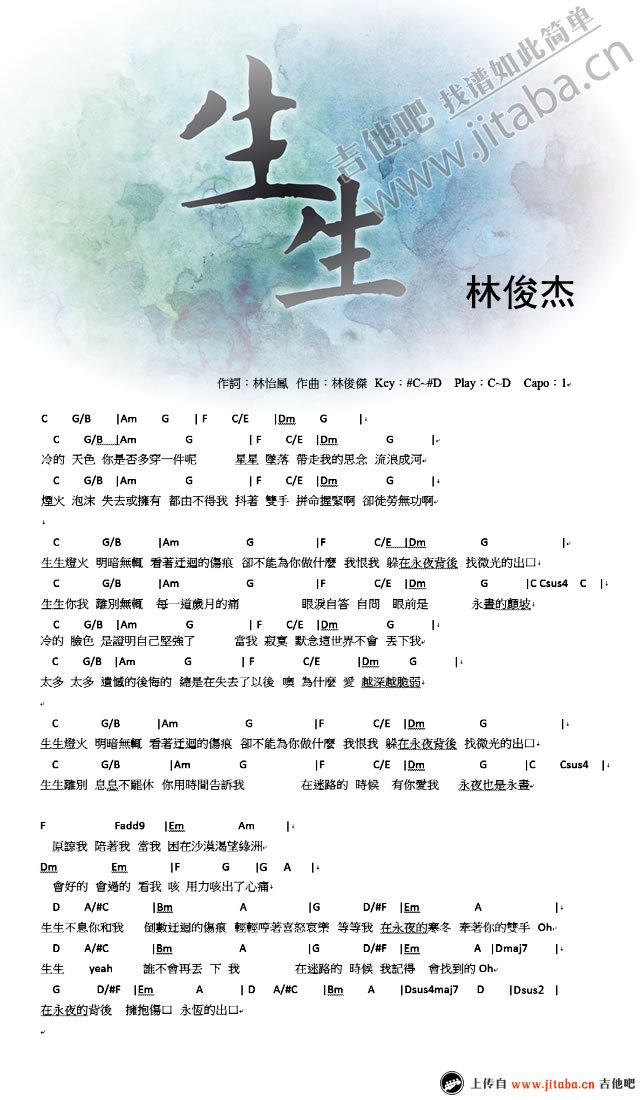 生
生
吉他吧 找谱如此简单
www.jitaba.cn
林俊杰
作詞：林怡鳳 作曲：林俊傑 Key：#C~#D Play：C~D Capo：1
C G/B |Am G | F C/E |Dm G |
C G/B |Am G | F C/E |Dm G |
冷的 天色 你是否多穿一件呢 星星 墜落 帶走我的思念 流浪成河
C G/B |Am G | F C/E |Dm G |
煙火 泡沫 失去或擁有 都由不得我 抖著 雙手 拼命握緊啊 卻徒勞無功啊
C G/B |Am G |F C/E |Dm G |
生生燈火 明暗無輒 看著迂迴的傷痕 卻不能為你做什麼 我恨我 躲在永夜背後 找微光的出口
C G/B |Am G |F C/E |Dm G |C Csus4 C |
生生你我 離別無輒 每一道歲月的痛 眼淚自答 自問 眼前是 永晝的顛坡
C G/B |Am G | F C/E |Dm G |
冷的 臉色 是證明自己堅強了 當我 寂寞 默念這世界不會 丟下我
C G/B |Am G | F C/E |Dm G |
太多 太多 遺憾的後悔的 總是在失去了以後 噢 為什麼 愛 越深越脆弱
C G/B |Am G |F C/E |Dm G |
生生燈火 明暗無輒 看著迂迴的傷痕 卻不能為你做什麼 我恨我 躲在永夜背後 找微光的出口
C G/B |Am G |F C/E |Dm G |C Csus4 |
生生離別 息息不罷休 你用時間告訴我 在迷路的 時候 有你愛我 永夜也是永晝
F Fadd9 |Em Am |
原諒我 陪著我 當我 困在沙漠渴望綠洲
Dm Em |F G |G A |
會好的 會過的 看我 咳 用力咳出了心痛
D A/#C |Bm A |G D/#F |Em A |
生生不息你和我 倒數迂迴的傷痕 輕輕哼著喜怒哀樂 等等我 在永夜的寒冬 牽著你的雙手 Oh
D A/#C |Bm A |G D/#F |Em A |Dmaj7 |
生生 yeah 誰不會再丟 下 我 在迷路的 時候 我記得 會找到的 Oh
G D/#F |Em A | D A/#C |Bm A |Dsus4maj7 D |Dsus2 |
在永夜的背後 擁抱傷口 永恆的出口
上传自 www.jitaba.cn 吉他吧